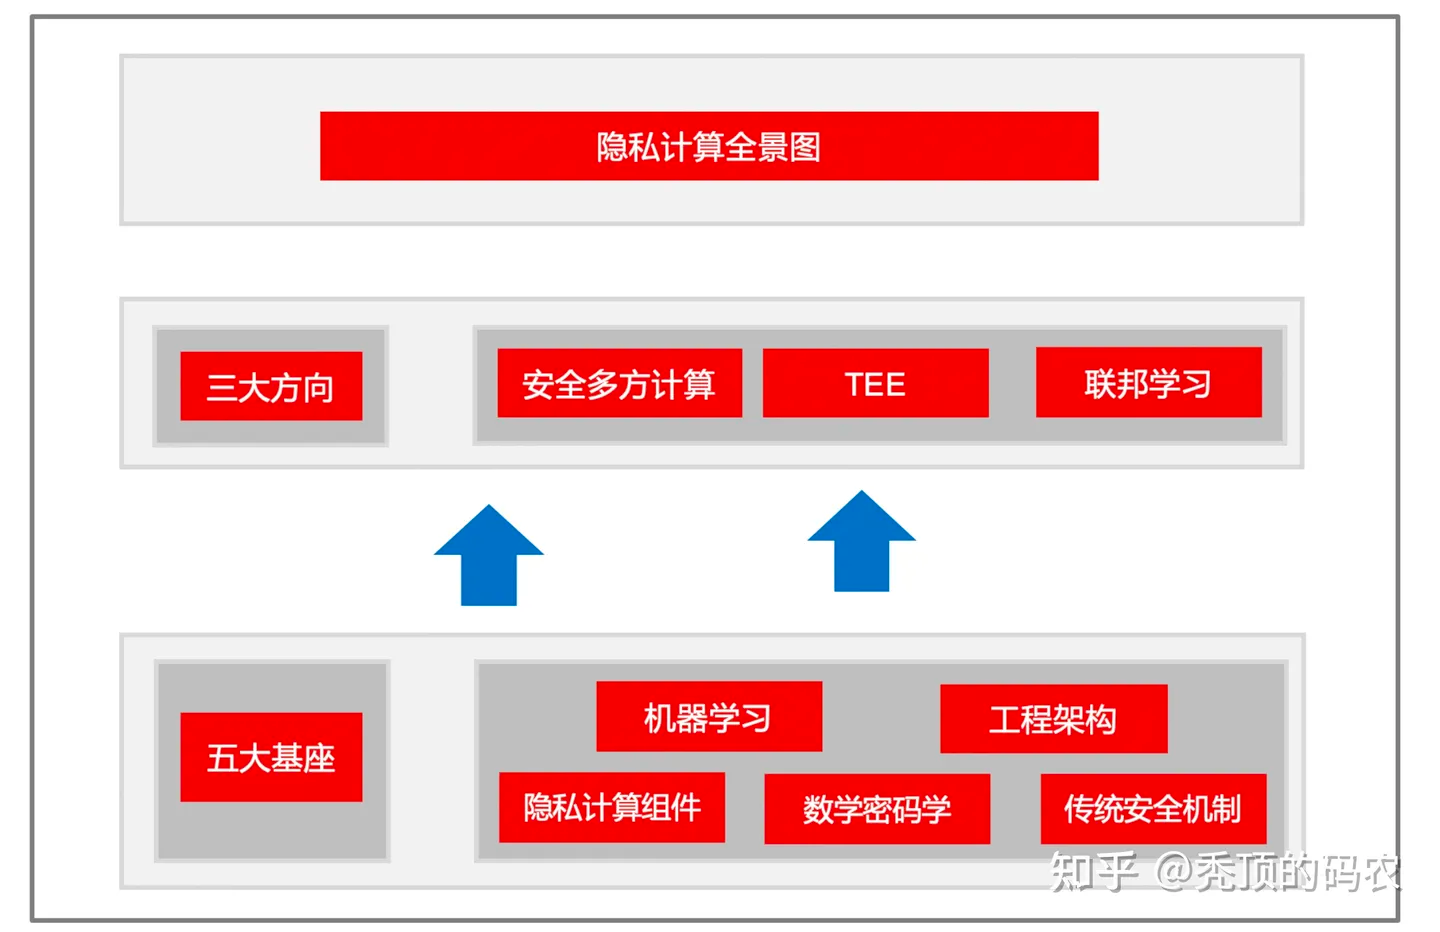 隐私计算全景图
三大方向
安全多方计算
TEE
联邦学习
五大基座
机器学习
工程架构
隐私计算组件
数学密码学
传统安全机制
知乎 @秃顶的码农